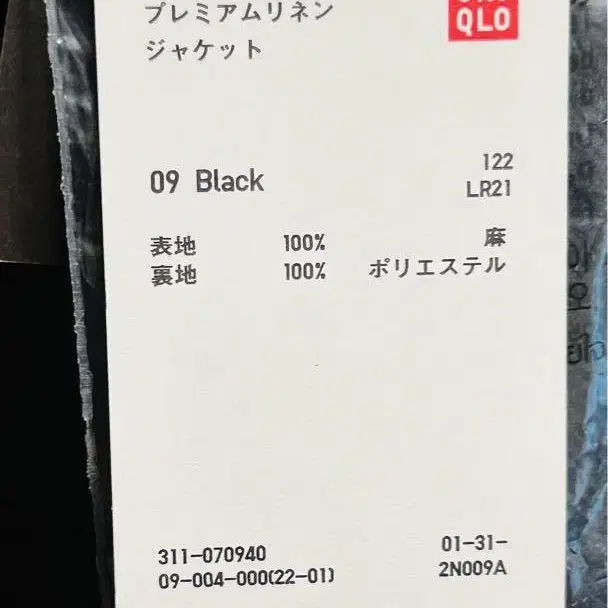 プレミアムリネン
ジャケット
QLO
09 Black
122
LR21
表地 100% 麻
裏地 100% ポリエステル
311-070940
09-004-000(22-01)
01-31-
2N009A